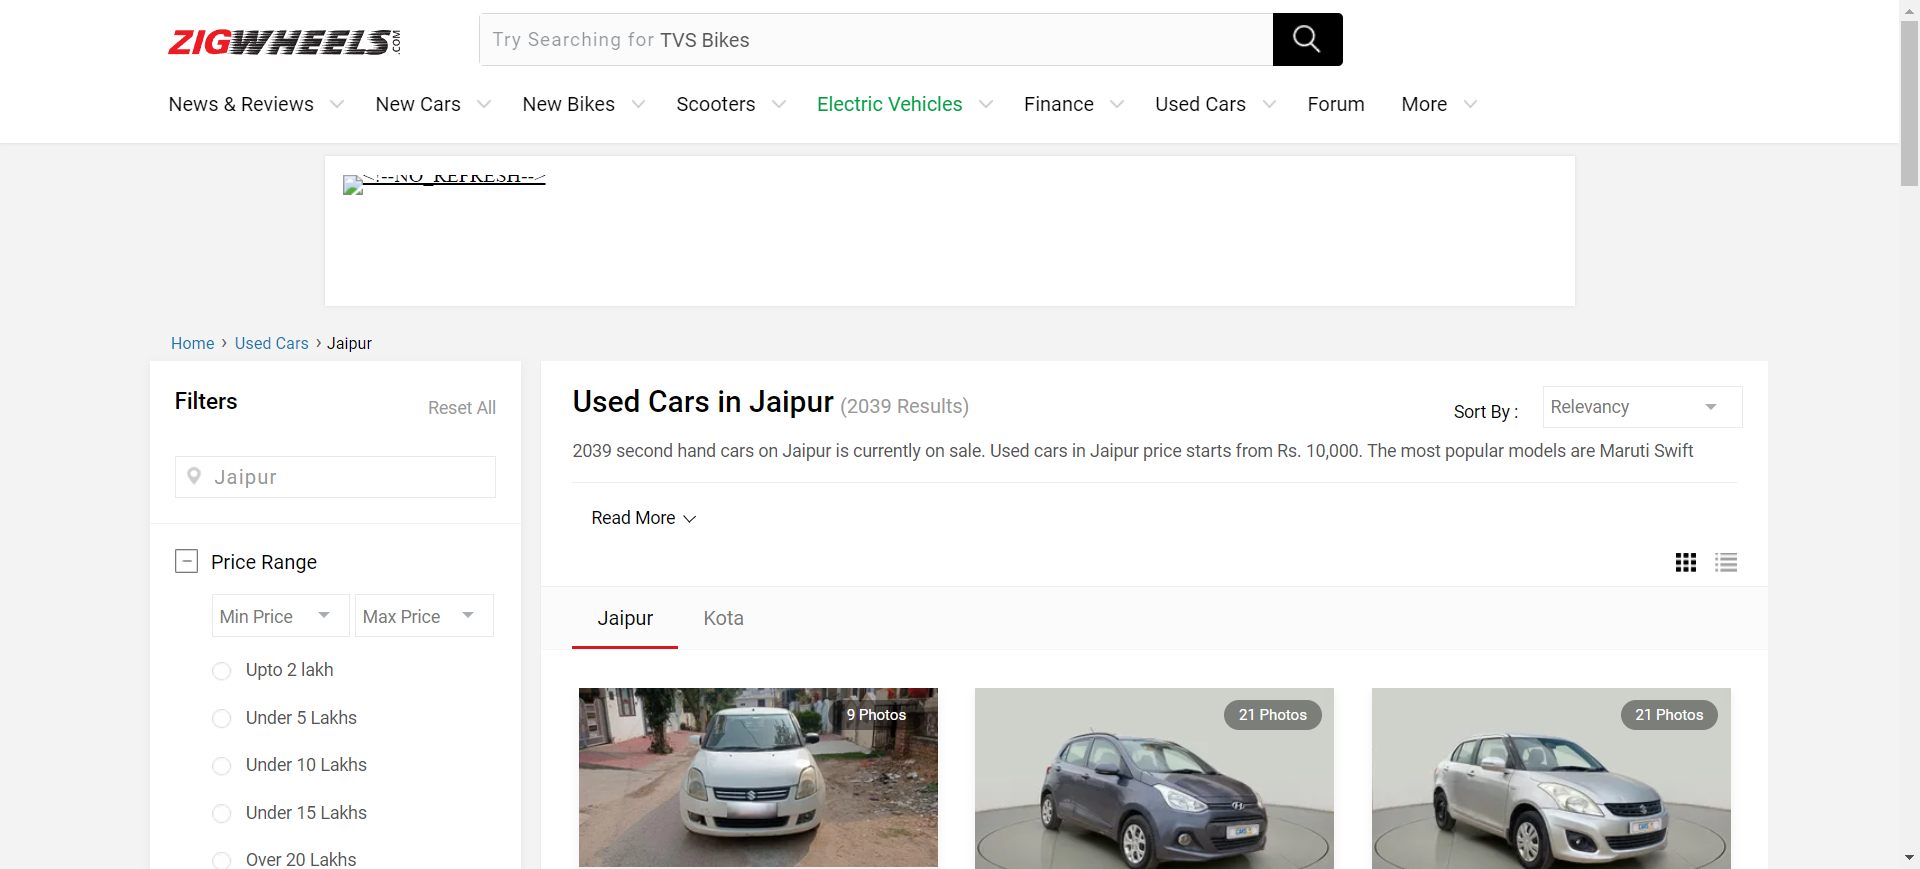 ZIGWHEELS.COM
Try Searching for TVS Bikes
News & Reviews New Cars New Bikes Scooters Electric Vehicles Finance Used Cars Forum More
<!--NO_REFRESH-->
Home › Used Cars › Jaipur
Filters
Reset All
Jaipur
Price Range
Min Price Max Price
Upto 2 lakh
Under 5 Lakhs
Under 10 Lakhs
Under 15 Lakhs
Over 20 Lakhs
Used Cars in Jaipur (2039 Results)
Sort By : Relevancy
2039 second hand cars on Jaipur is currently on sale. Used cars in Jaipur price starts from Rs. 10,000. The most popular models are Maruti Swift
Read More
Jaipur Kota
9 Photos
21 Photos
21 Photos